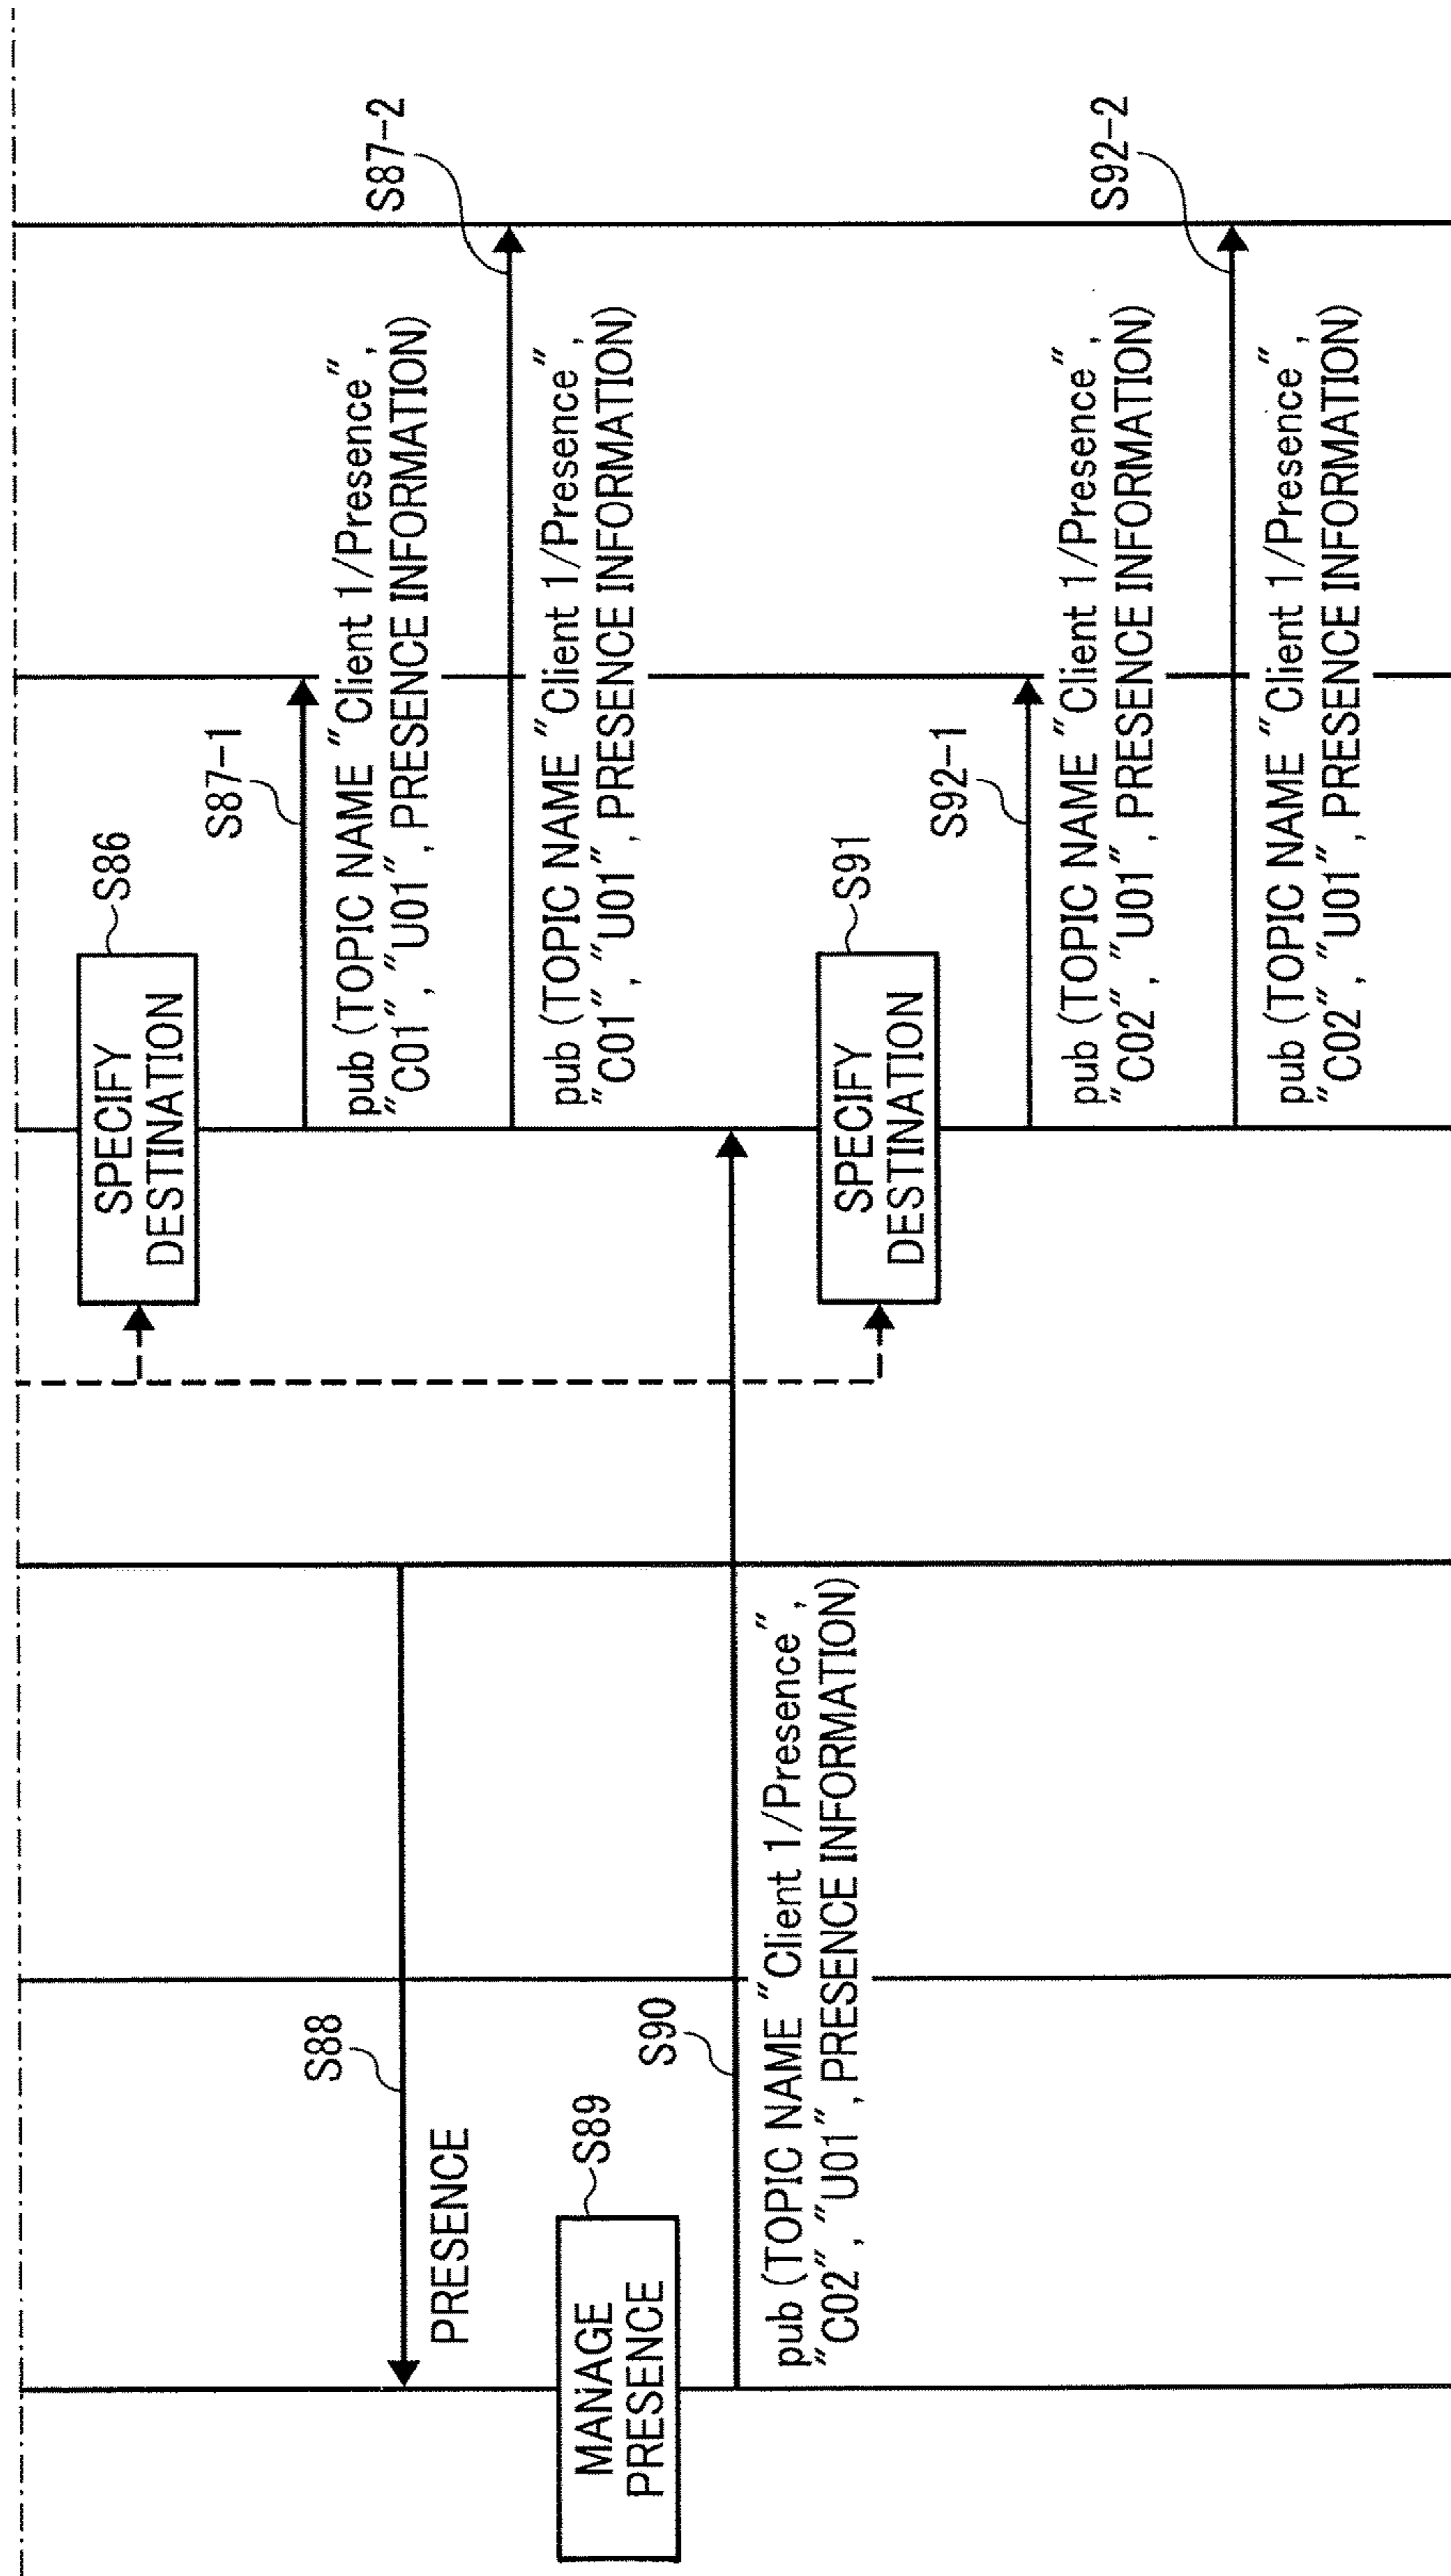 SPECIFY
DESTINATION
S86
S87-1
pub (TOPIC NAME "Client 1/Presence",
"C01", "U01", PRESENCE INFORMATION)
S87-2
pub (TOPIC NAME "Client 1/Presence",
"C01", "U01", PRESENCE INFORMATION)
S88
PRESENCE
MANAGE
PRESENCE
S89
S90
pub (TOPIC NAME "Client 1/Presence",
"C02", "U01", PRESENCE INFORMATION)
SPECIFY
DESTINATION
S91
S92-1
pub (TOPIC NAME "Client 1/Presence",
"C02", "U01", PRESENCE INFORMATION)
S92-2
pub (TOPIC NAME "Client 1/Presence",
"C02", "U01", PRESENCE INFORMATION)